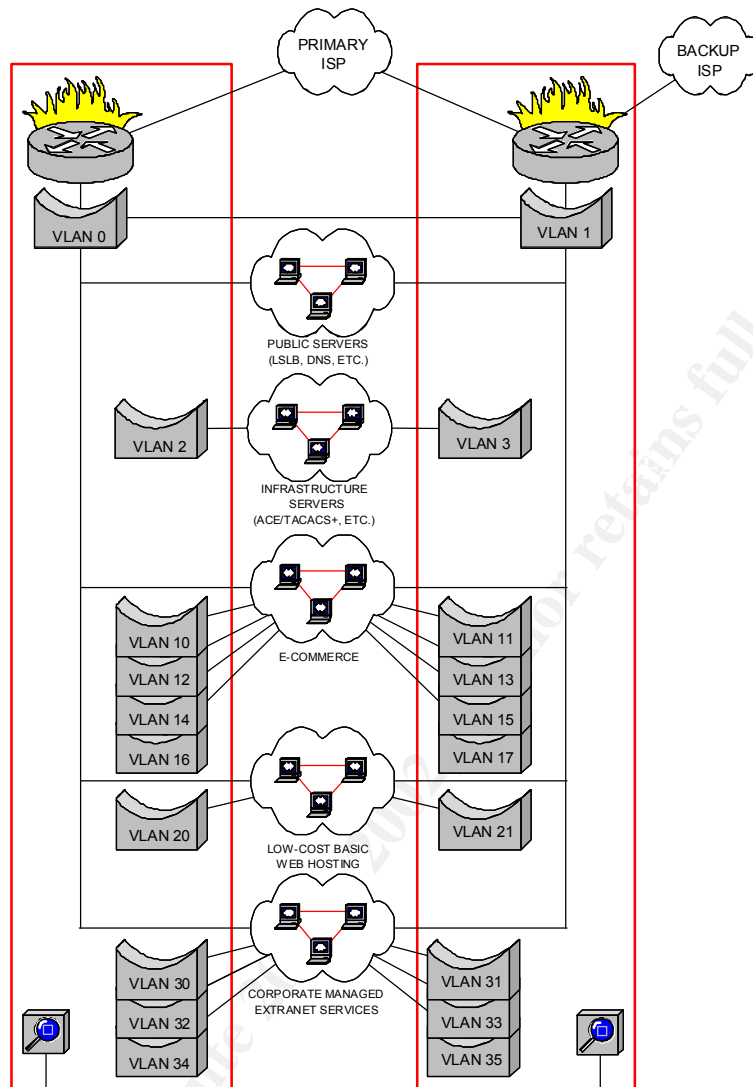 PRIMARY
ISP
BACKUP
ISP
VLAN 0
VLAN 1
PUBLIC SERVERS
(LSLB, DNS, ETC.)
VLAN 2
VLAN 3
INFRASTRUCTURE
SERVERS
(ACE/TACACS+, ETC.)
VLAN 10
VLAN 11
E-COMMERCE
VLAN 12
VLAN 13
VLAN 14
VLAN 15
VLAN 16
VLAN 17
VLAN 20
VLAN 21
LOW-COST BASIC
WEB HOSTING
VLAN 30
VLAN 31
CORPORATE MANAGED
EXTRANET SERVICES
VLAN 32
VLAN 33
VLAN 34
VLAN 35
2002
retains full